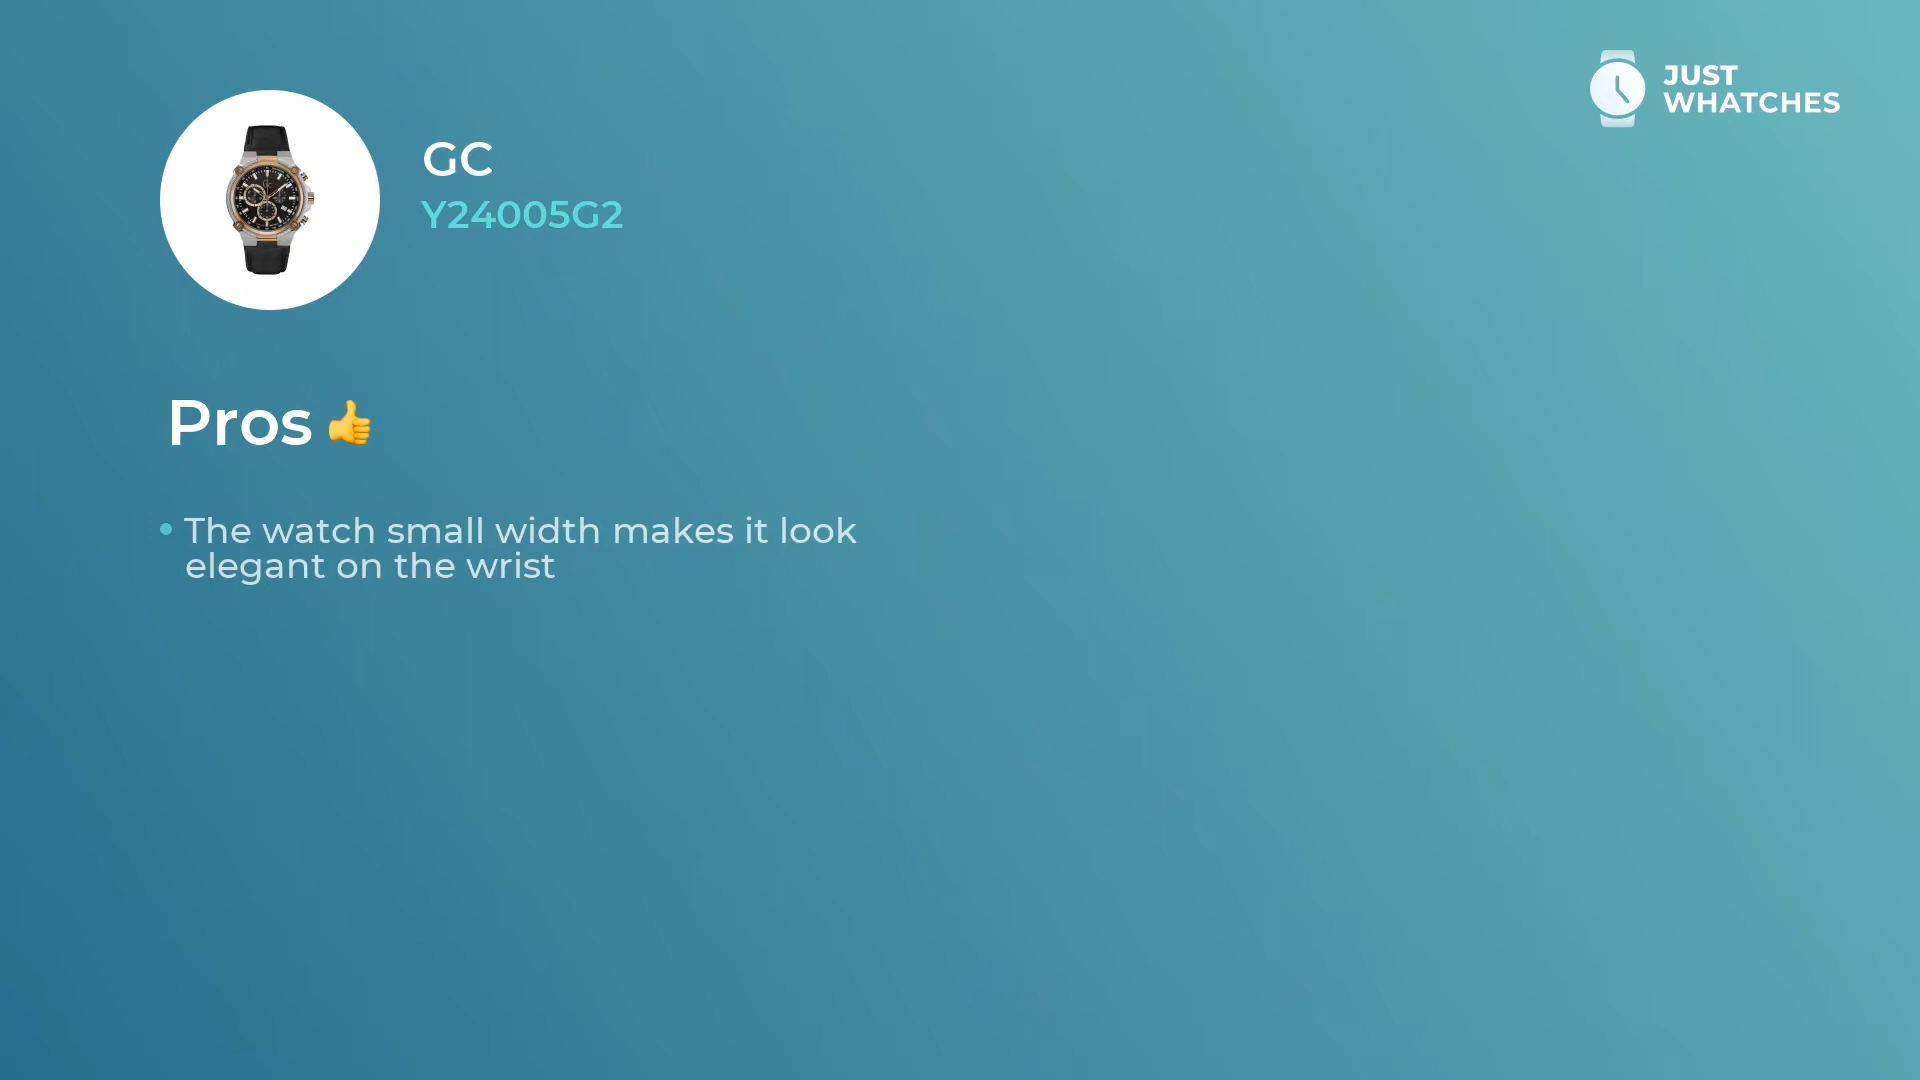 JUST
WHATCHES
GC
Y24005G2
Pros 👍
• The watch small width makes it look
elegant on the wrist